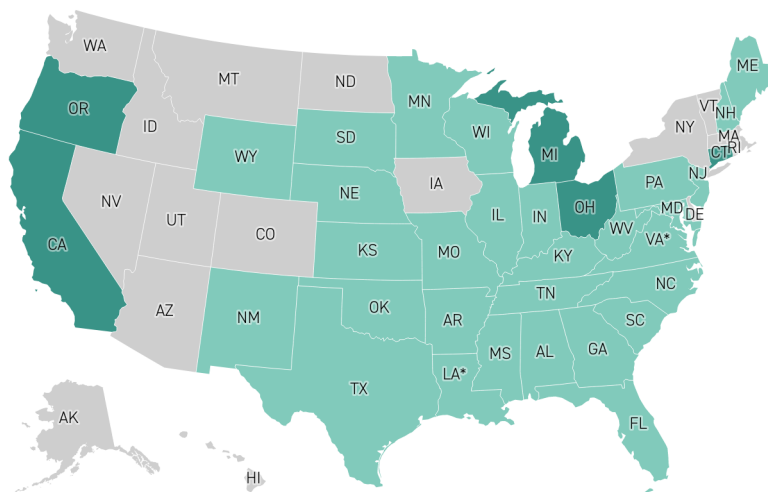 WA
MT
ND
MN
ME
OR
ID
SD
WI
MI
NY
VT
NH
MA
CT
RI
WY
NE
IA
IL
IN
OH
PA
NJ
NV
UT
CO
KS
MO
KY
WV
VA*
MD
DE
CA
AZ
NM
OK
AR
TN
NC
SC
TX
LA*
MS
AL
GA
FL
AK
HI